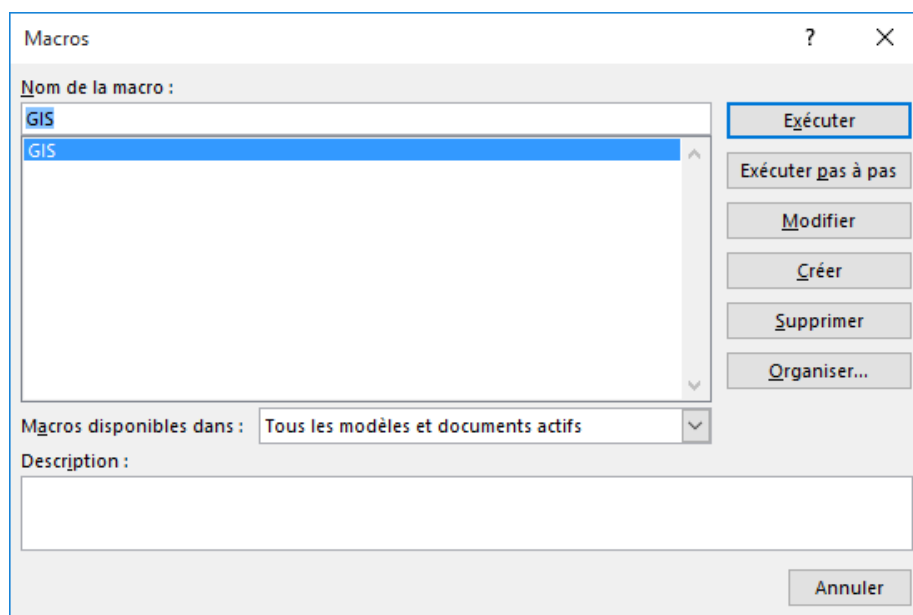 Macros
?
Nom de la macro :
GIS
Exécuter
GIS
Exécuter pas à pas
Modifier
Créer
Supprimer
Organiser...
Macros disponibles dans :
Tous les modèles et documents actifs
Description :
Annuler